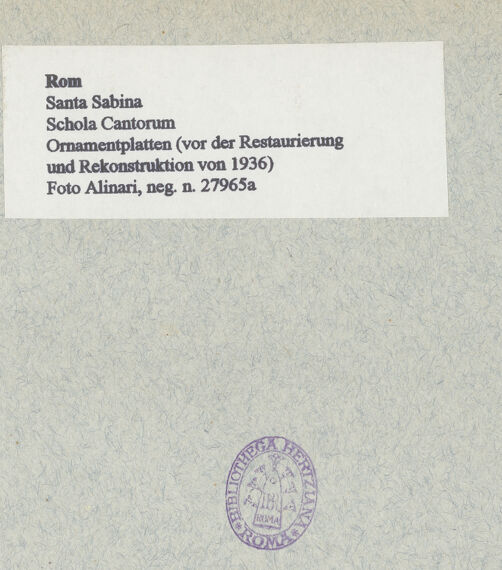 Rom
Santa Sabina
Schola Cantorum
Ornamentplatten (vor der Restaurierung
und Rekonstruktion von 1936)
Foto Alinari, neg. n. 27965a
BIBLIOTHECA HERTZIANA
ROMA
ROMA